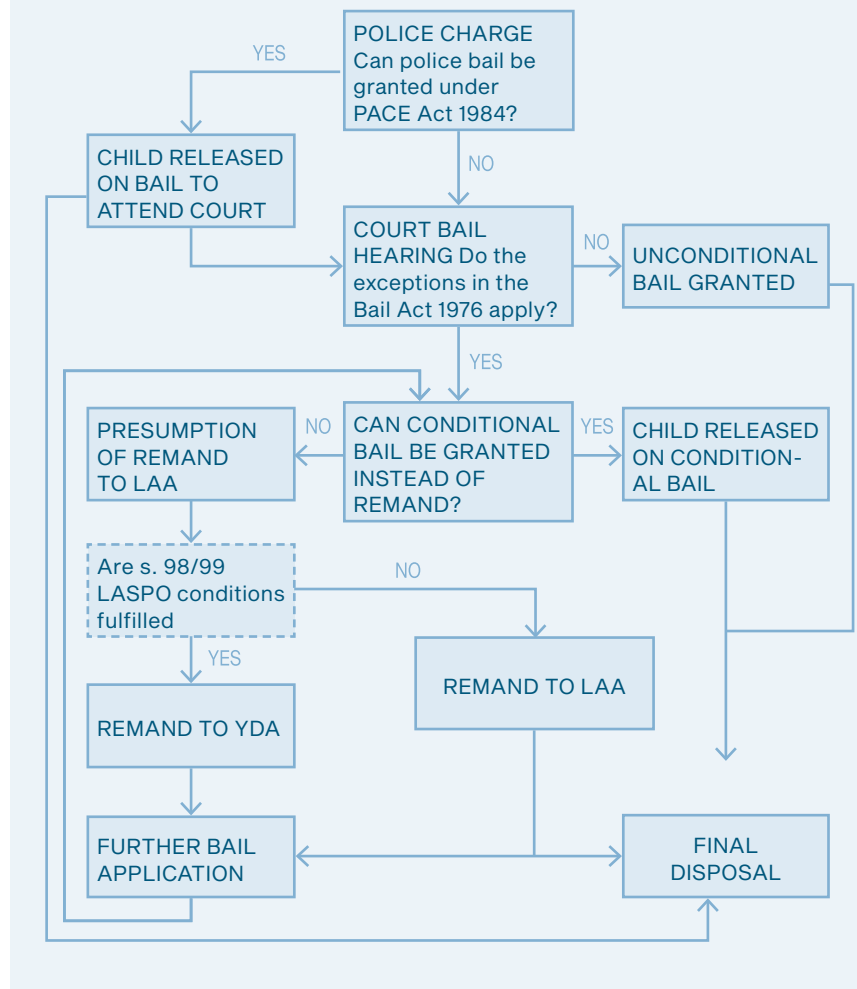 POLICE CHARGE
Can police bail be
granted under
PACE Act 1984?
YES
CHILD RELEASED
ON BAIL TO
ATTEND COURT
NO
COURT BAIL
HEARING Do the
exceptions in the
Bail Act 1976 apply?
NO
UNCONDITIONAL
BAIL GRANTED
YES
PRESUMPTION
OF REMAND
TO LAA
NO
CAN CONDITIONAL
BAIL BE GRANTED
INSTEAD OF
REMAND?
YES
CHILD RELEASED
ON CONDITION-
AL BAIL
Are s. 98/99
LASPO conditions
fulfilled
NO
YES
REMAND TO LAA
REMAND TO YDA
FURTHER BAIL
APPLICATION
FINAL
DISPOSAL